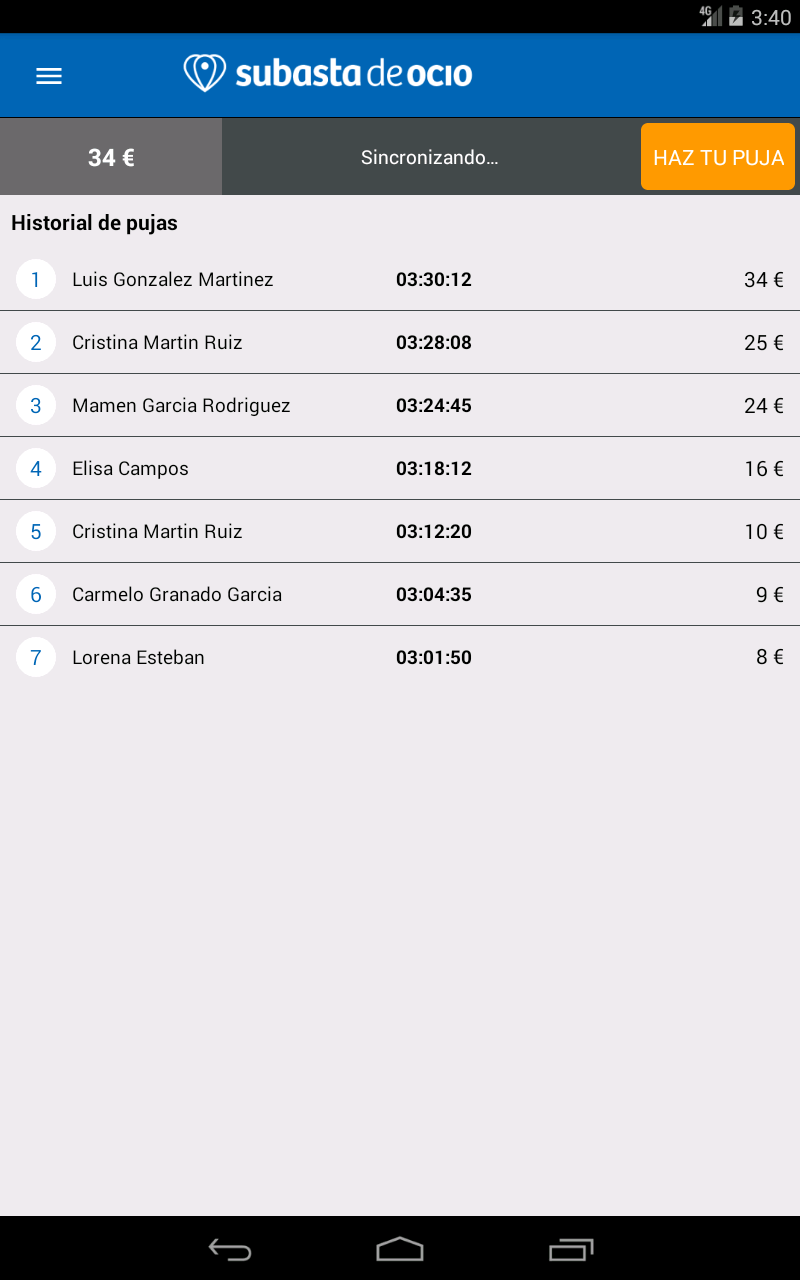 4G 3:40
subasta de ocio
34 € Sincronizando... HAZ TU PUJA
Historial de pujas
1 Luis Gonzalez Martinez 03:30:12 34 €
2 Cristina Martin Ruiz 03:28:08 25 €
3 Mamen Garcia Rodriguez 03:24:45 24 €
4 Elisa Campos 03:18:12 16 €
5 Cristina Martin Ruiz 03:12:20 10 €
6 Carmelo Granado Garcia 03:04:35 9 €
7 Lorena Esteban 03:01:50 8 €